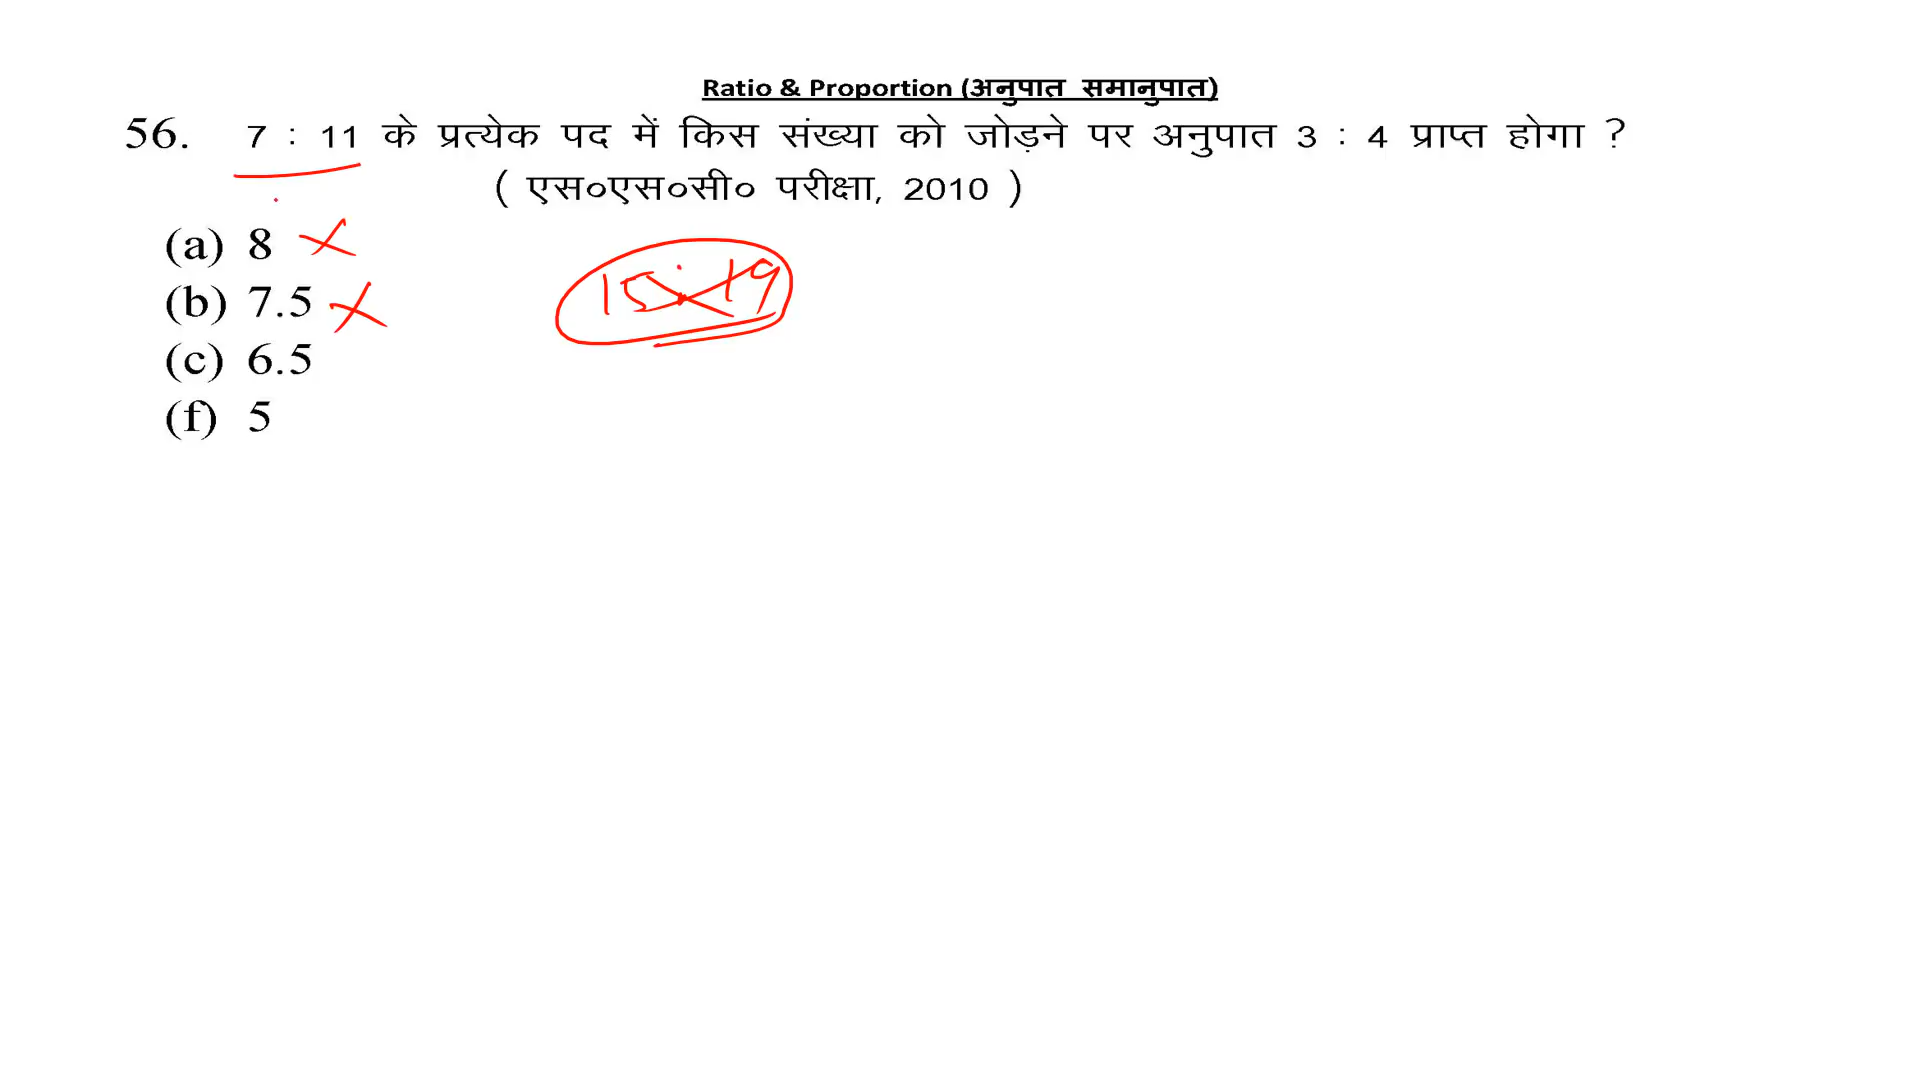 Ratio & Proportion (अनुपात समानुपात)
56. 7 : 11 के प्रत्येक पद में किस संख्या को जोड़ने पर अनुपात 3 : 4 प्राप्त होगा ?
( एस०एस०सी० परीक्षा, 2010 )
(a) 8
(b) 7.5
15 : 19
(c) 6.5
(f) 5